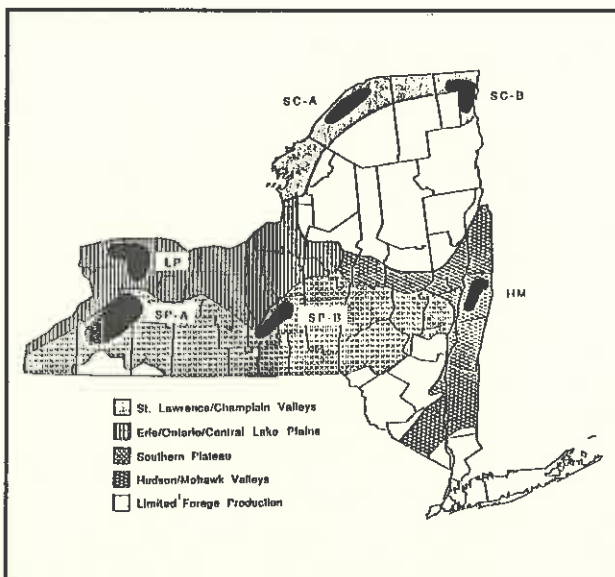 SC-A
SC-B
LP
SP-A
SP-B
HM
St. Lawrence/Champlain Valleys
Erie/Ontario/Central Lake Plains
Southern Plateau
Hudson/Mohawk Valleys
Limited Forage Production